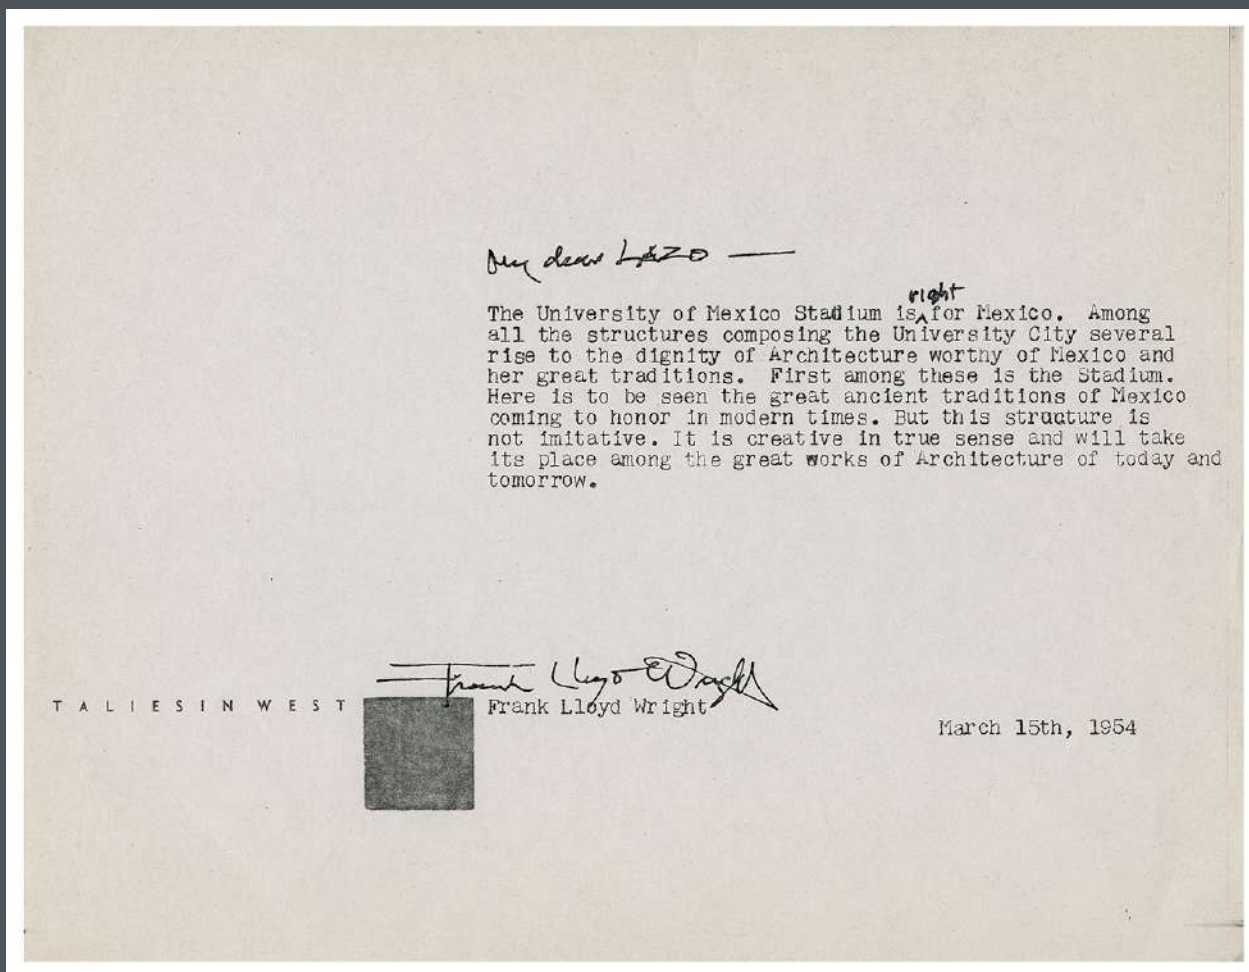 My dear LAZO —
The University of Mexico Stadium is right for Mexico. Among
all the structures composing the University City several
rise to the dignity of Architecture worthy of Mexico and
her great traditions. First among these is the Stadium.
Here is to be seen the great ancient traditions of Mexico
coming to honor in modern times. But this structure is
not imitative. It is creative in true sense and will take
its place among the great works of Architecture of today and
tomorrow.
Frank Lloyd Wright
TALIESIN WEST
Frank Lloyd Wright
March 15th, 1954